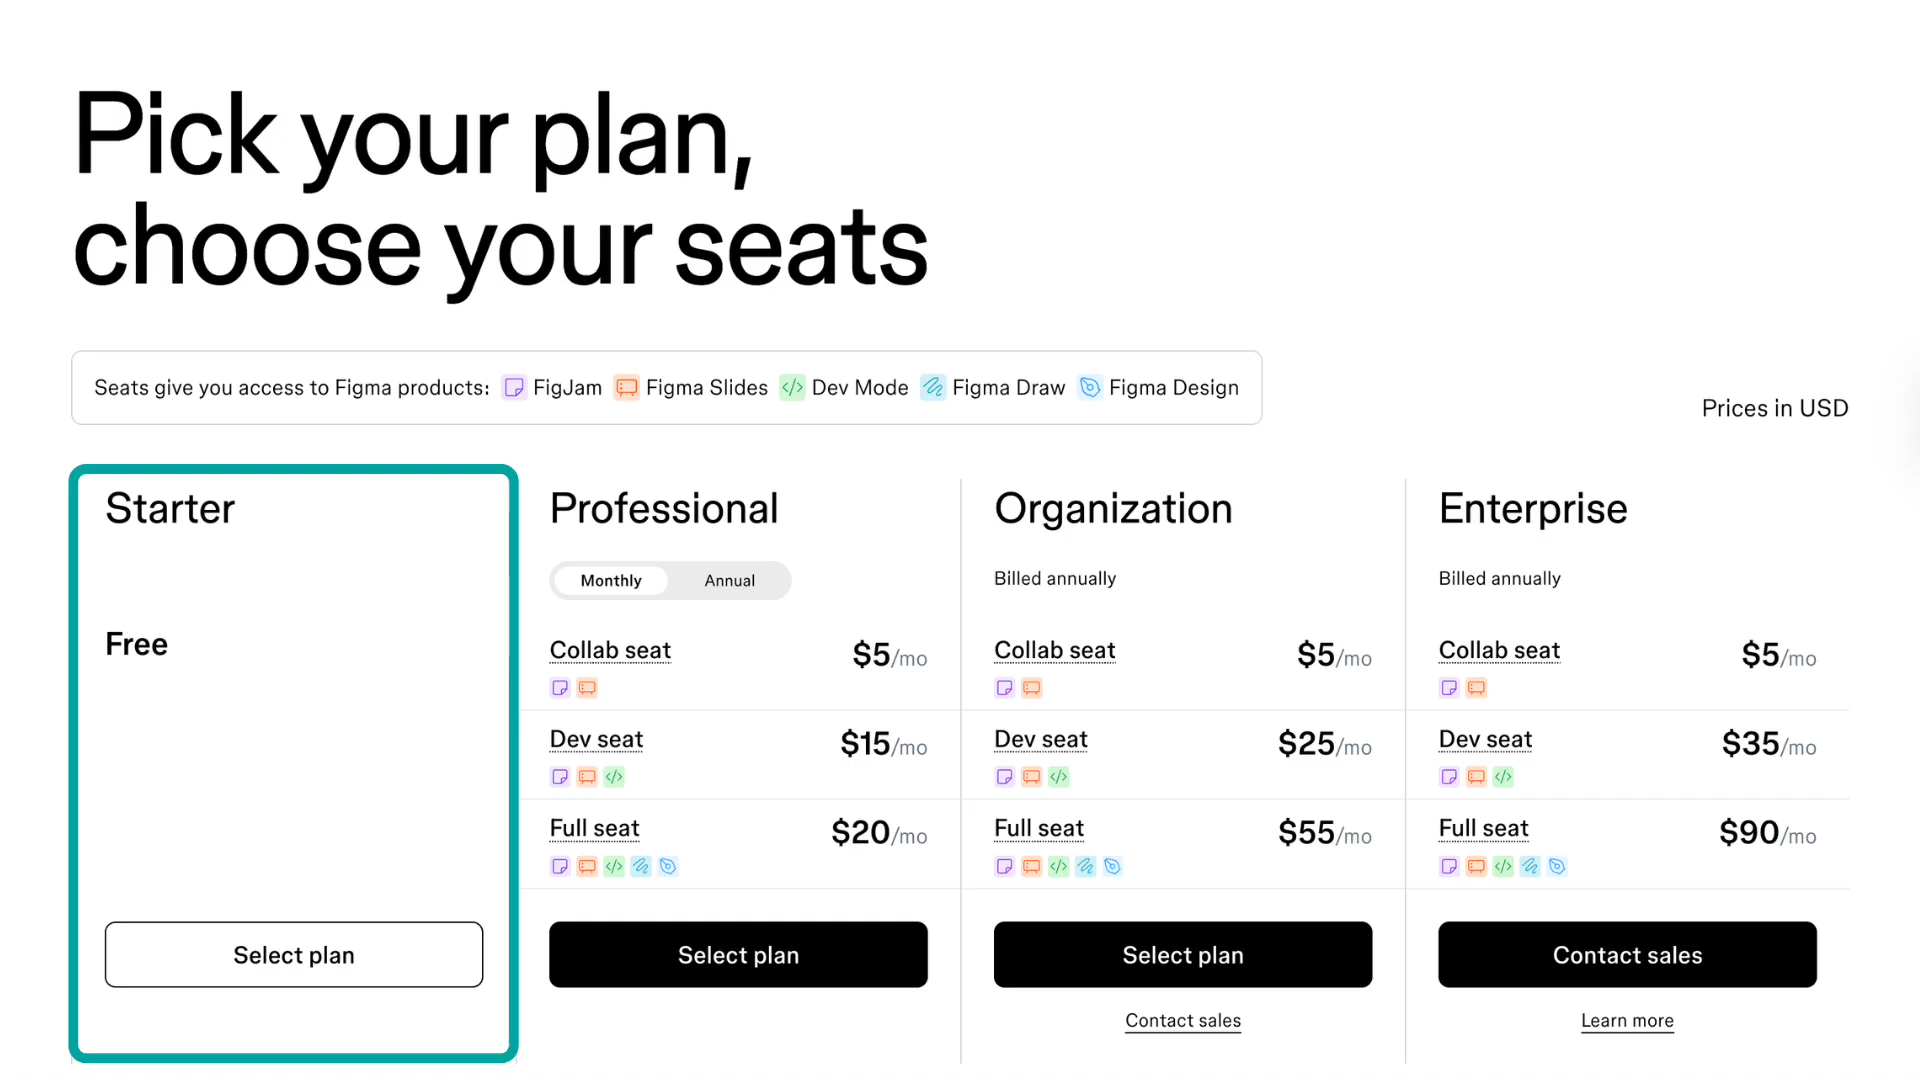 Pick your plan,
choose your seats
Seats give you access to Figma products: FigJam Figma Slides Dev Mode Figma Draw Figma Design
Prices in USD
Starter
Free
Select plan
Professional
Monthly Annual
Collab seat $5/mo
Dev seat $15/mo
Full seat $20/mo
Select plan
Organization
Billed annually
Collab seat $5/mo
Dev seat $25/mo
Full seat $55/mo
Select plan
Contact sales
Enterprise
Billed annually
Collab seat $5/mo
Dev seat $35/mo
Full seat $90/mo
Contact sales
Learn more